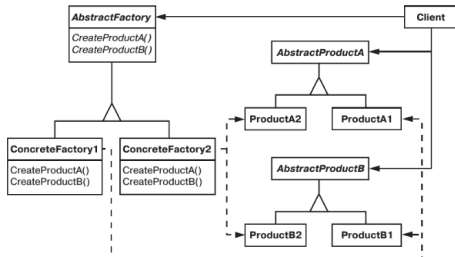 AbstractFactory
CreateProductA()
CreateProductB()
Client
AbstractProductA
ProductA2
ProductA1
ConcreteFactory1
CreateProductA()
CreateProductB()
ConcreteFactory2
CreateProductA()
CreateProductB()
AbstractProductB
ProductB2
ProductB1